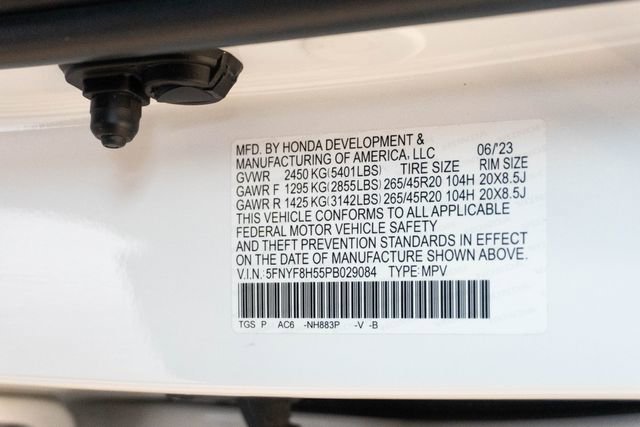 MFD. BY HONDA DEVELOPMENT & 06/'23
MANUFACTURING OF AMERICA, LLC
GVWR 2450 KG(5401LBS) TIRE SIZE RIM SIZE
GAWR F 1295 KG(2855LBS) 265/45R20 104H 20X8.5J
GAWR R 1425 KG(3142LBS) 265/45R20 104H 20X8.5J
THIS VEHICLE CONFORMS TO ALL APPLICABLE
FEDERAL MOTOR VEHICLE SAFETY
AND THEFT PREVENTION STANDARDS IN EFFECT
ON THE DATE OF MANUFACTURE SHOWN ABOVE.
V.I.N.: 5FNYF8H55PB029084 TYPE:MPV
TGS P AC6 -NH883P -V -B